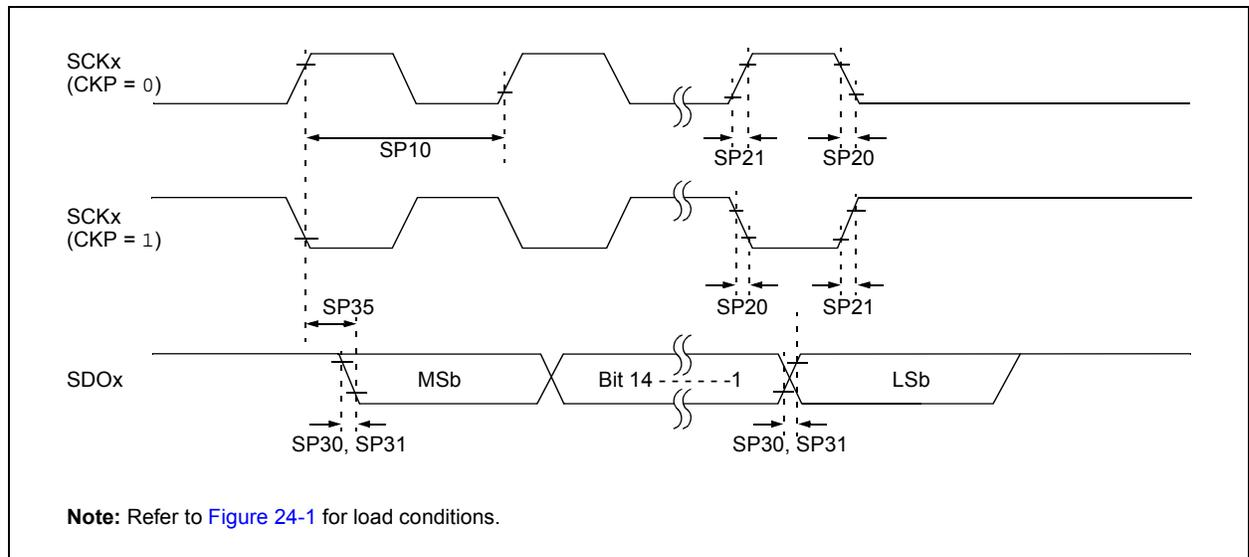 SCKx
(CKP = 0)
SP10
SP21
SP20
SCKx
(CKP = 1)
SP35
SP20
SP21
SDOx
MSb
Bit 14 - - - - - -1
LSb
SP30, SP31
SP30, SP31
Note: Refer to Figure 24-1 for load conditions.